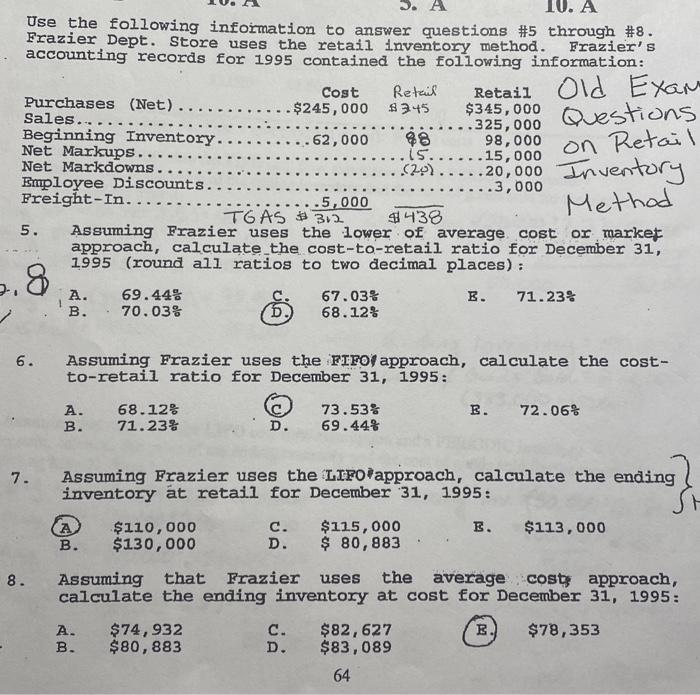 5. A 10. A
Use the following information to answer questions #5 through #8.
Frazier Dept. Store uses the retail inventory method. Frazier's
accounting records for 1995 contained the following information:
Cost Retail Retail Old Exam
Purchases (Net)............$245,000 $345 $345,000 Questions
Sales.....................................325,000
Beginning Inventory..........62,000 98 98,000 on Retail
Net Markups.... 15 ....15,000
Net Markdowns.... (20) ....20,000 Inventory
Employee Discounts............................3,000
Freight-In....................5,000 Method
TGAS $ 312 $438
5. Assuming Frazier uses the lower of average cost or market
approach, calculate the cost-to-retail ratio for December 31,
1995 (round all ratios to two decimal places):
A. 69.44% C. 67.03% E. 71.23%
B. 70.03% D. 68.12%
6. Assuming Frazier uses the FIFO approach, calculate the cost-
to-retail ratio for December 31, 1995:
A. 68.12% C. 73.53% E. 72.06%
B. 71.23% D. 69.44%
7. Assuming Frazier uses the LIFO approach, calculate the ending
inventory at retail for December 31, 1995:
A $110,000 C. $115,000 E. $113,000
B. $130,000 D. $ 80,883
8. Assuming that Frazier uses the average cost approach,
calculate the ending inventory at cost for December 31, 1995:
A. $74,932 C. $82,627 E. $78,353
B. $80,883 D. $83,089
64